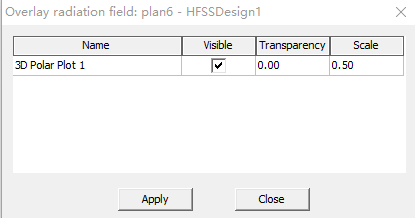 Overlay radiation field: plan6 - HFSSDesign1
Name Visible Transparency Scale
3D Polar Plot 1 0.00 0.50
Apply Close